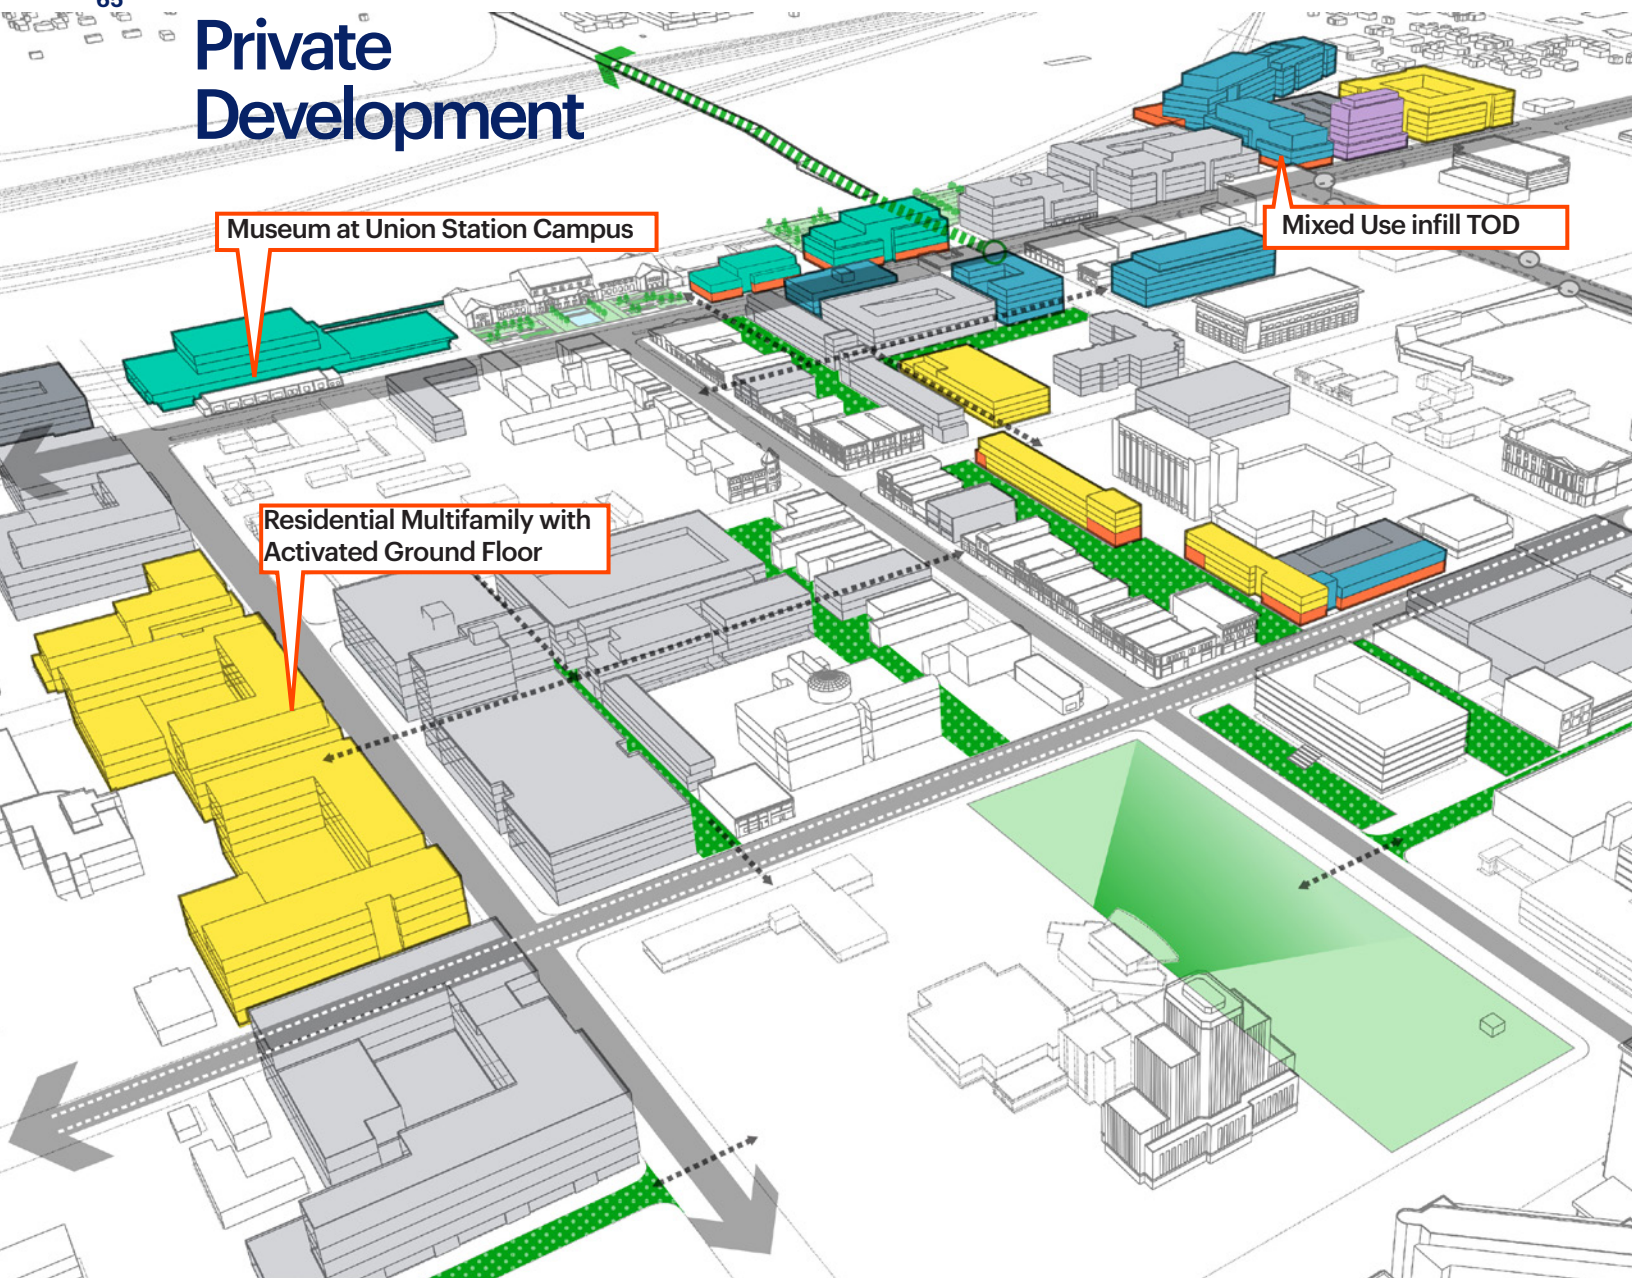 Private
Development
Museum at Union Station Campus
Mixed Use infill TOD
Residential Multifamily with
Activated Ground Floor